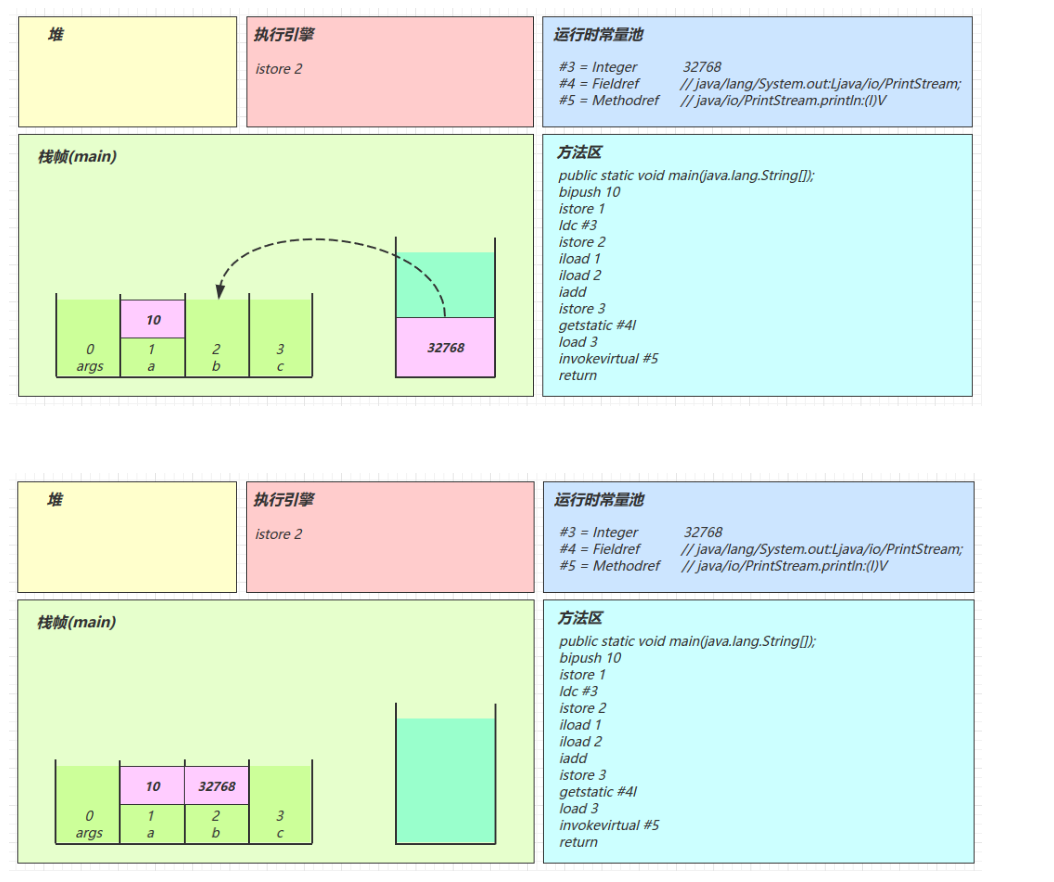 堆
执行引擎
istore 2
运行时常量池
#3 = Integer 32768
#4 = Fieldref // java/lang/System.out:Ljava/io/PrintStream;
#5 = Methodref // java/io/PrintStream.println:(I)V
栈帧(main)
10
32768
0
1
2
3
args
a
b
c
方法区
public static void main(java.lang.String[]);
bipush 10
istore 1
ldc #3
istore 2
iload 1
iload 2
iadd
istore 3
getstatic #4I
load 3
invokevirtual #5
return
堆
执行引擎
istore 2
运行时常量池
#3 = Integer 32768
#4 = Fieldref // java/lang/System.out:Ljava/io/PrintStream;
#5 = Methodref // java/io/PrintStream.println:(I)V
栈帧(main)
10
32768
0
1
2
3
args
a
b
c
方法区
public static void main(java.lang.String[]);
bipush 10
istore 1
ldc #3
istore 2
iload 1
iload 2
iadd
istore 3
getstatic #4I
load 3
invokevirtual #5
return